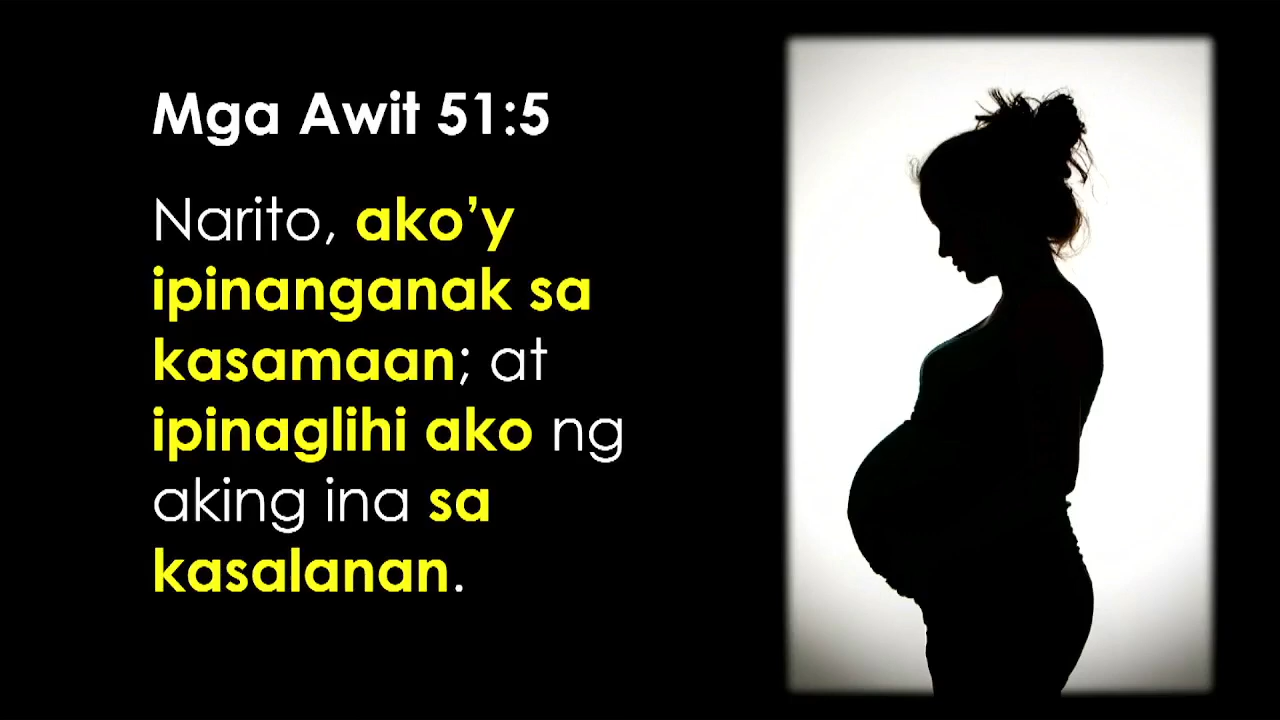 Mga Awit 51:5
Narito, ako’y
ipinanganak sa
kasamaan; at
ipinaglihi ako ng
aking ina sa
kasalanan.